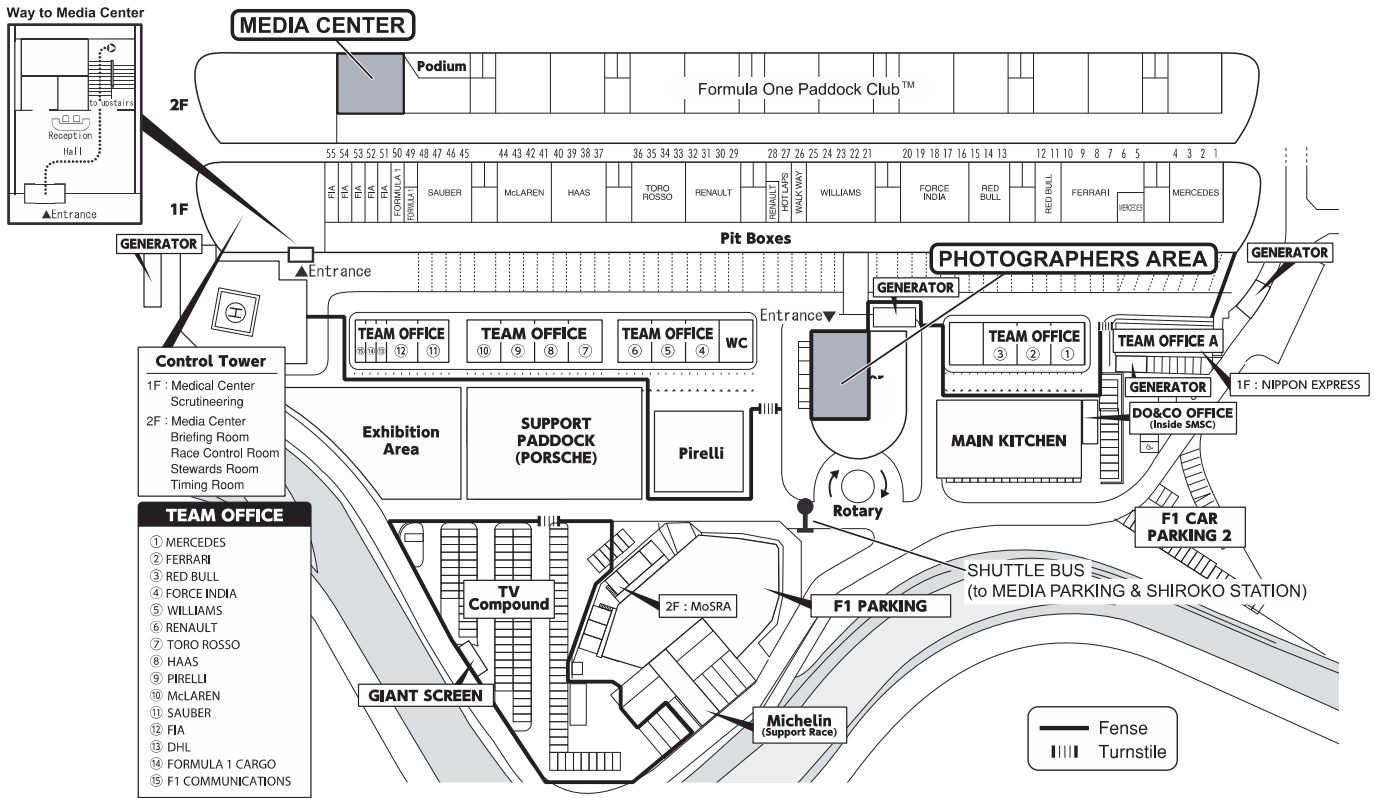 Way to Media Center
to upstairs
Reception
Hall
▲Entrance
MEDIA CENTER
Podium
Formula One Paddock Club™
2F
55 54 53 52 51 50 49 48 47 46 45 44 43 42 41 40 39 38 37 36 35 34 33 32 31 30 29 28 27 26 25 24 23 22 21 20 19 18 17 16 15 14 13 12 11 10 9 8 7 6 5 4 3 2 1
1F
FIA
FIA
FIA
FIA
FIA
FORMULA 1
FORMULA 1
SAUBER
McLAREN
HAAS
TORO
ROSSO
RENAULT
RENAULT
HOT LAPS
WALK WAY
WILLIAMS
FORCE
INDIA
RED
BULL
RED BULL
FERRARI
MERCEDES
MERCEDES
Pit Boxes
GENERATOR
▲Entrance
PHOTOGRAPHERS AREA
GENERATOR
GENERATOR
Entrance▼
H
TEAM OFFICE
⑮ ⑭ ⑬ ⑫ ⑪
TEAM OFFICE
⑩ ⑨ ⑧ ⑦
TEAM OFFICE
⑥ ⑤ ④
WC
TEAM OFFICE
③ ② ①
TEAM OFFICE A
GENERATOR
1F : NIPPON EXPRESS
DO&CO OFFICE
(Inside SMSC)
MAIN KITCHEN
Control Tower
1F : Medical Center
Scrutineering
2F : Media Center
Briefing Room
Race Control Room
Stewards Room
Timing Room
Exhibition
Area
SUPPORT
PADDOCK
(PORSCHE)
Pirelli
Rotary
F1 CAR
PARKING 2
SHUTTLE BUS
(to MEDIA PARKING & SHIROKO STATION)
TEAM OFFICE
① MERCEDES
② FERRARI
③ RED BULL
④ FORCE INDIA
⑤ WILLIAMS
⑥ RENAULT
⑦ TORO ROSSO
⑧ HAAS
⑨ PIRELLI
⑩ McLAREN
⑪ SAUBER
⑫ FIA
⑬ DHL
⑭ FORMULA 1 CARGO
⑮ F1 COMMUNICATIONS
TV
Compound
2F : MoSRA
F1 PARKING
GIANT SCREEN
Michelin
(Support Race)
Fense
Turnstile